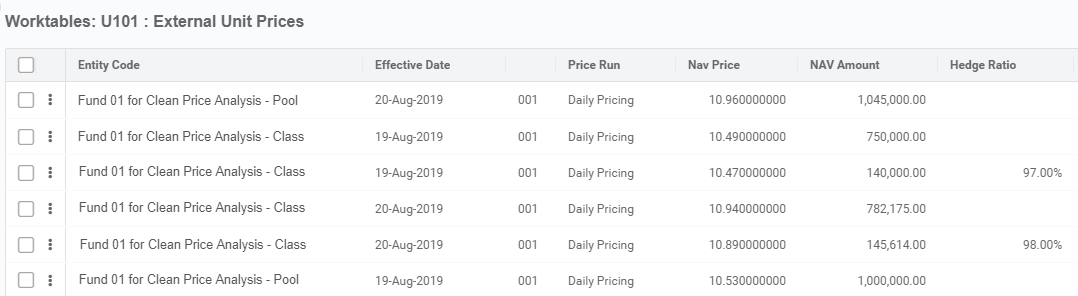 Worktables: U101 : External Unit Prices
Entity Code Effective Date Price Run Nav Price NAV Amount Hedge Ratio
Fund 01 for Clean Price Analysis - Pool 20-Aug-2019 001 Daily Pricing 10.960000000 1,045,000.00
Fund 01 for Clean Price Analysis - Class 19-Aug-2019 001 Daily Pricing 10.490000000 750,000.00
Fund 01 for Clean Price Analysis - Class 19-Aug-2019 001 Daily Pricing 10.470000000 140,000.00 97.00%
Fund 01 for Clean Price Analysis - Class 20-Aug-2019 001 Daily Pricing 10.940000000 782,175.00
Fund 01 for Clean Price Analysis - Class 20-Aug-2019 001 Daily Pricing 10.890000000 145,614.00 98.00%
Fund 01 for Clean Price Analysis - Pool 19-Aug-2019 001 Daily Pricing 10.530000000 1,000,000.00